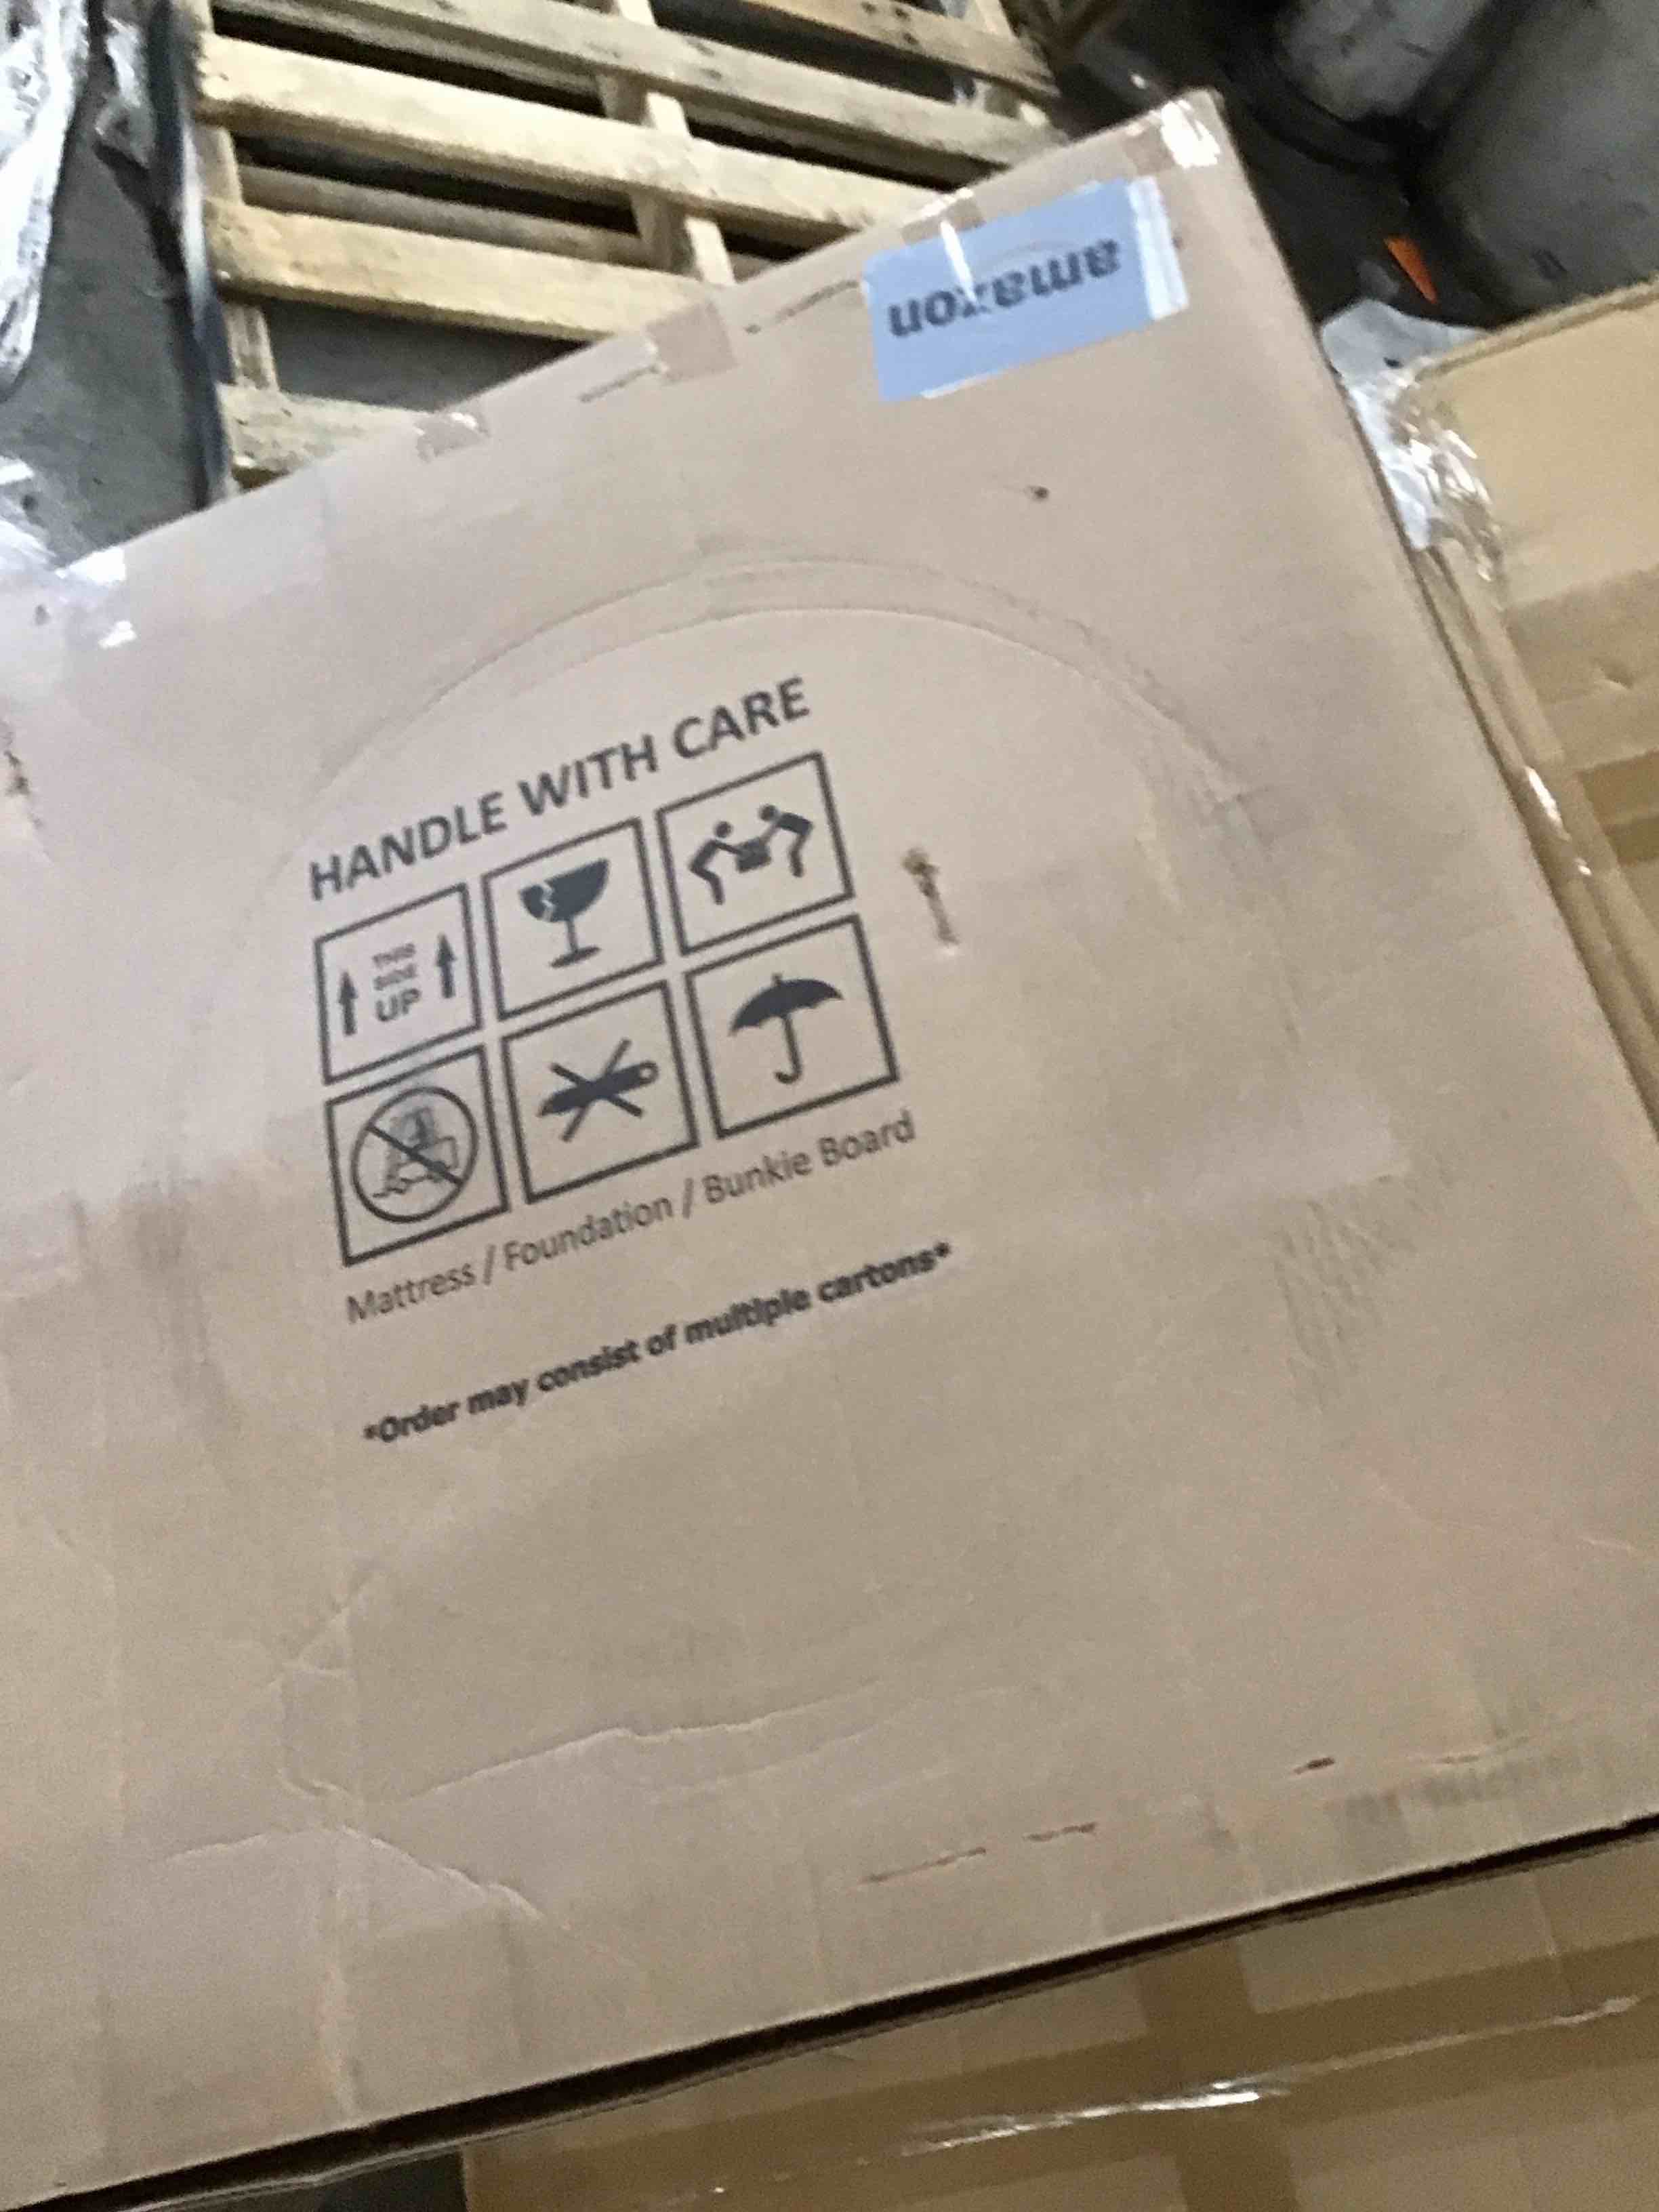 amazon
HANDLE WITH CARE
THIS
SIDE
UP
Mattress / Foundation / Bunkie Board
*Order may consist of multiple cartons*